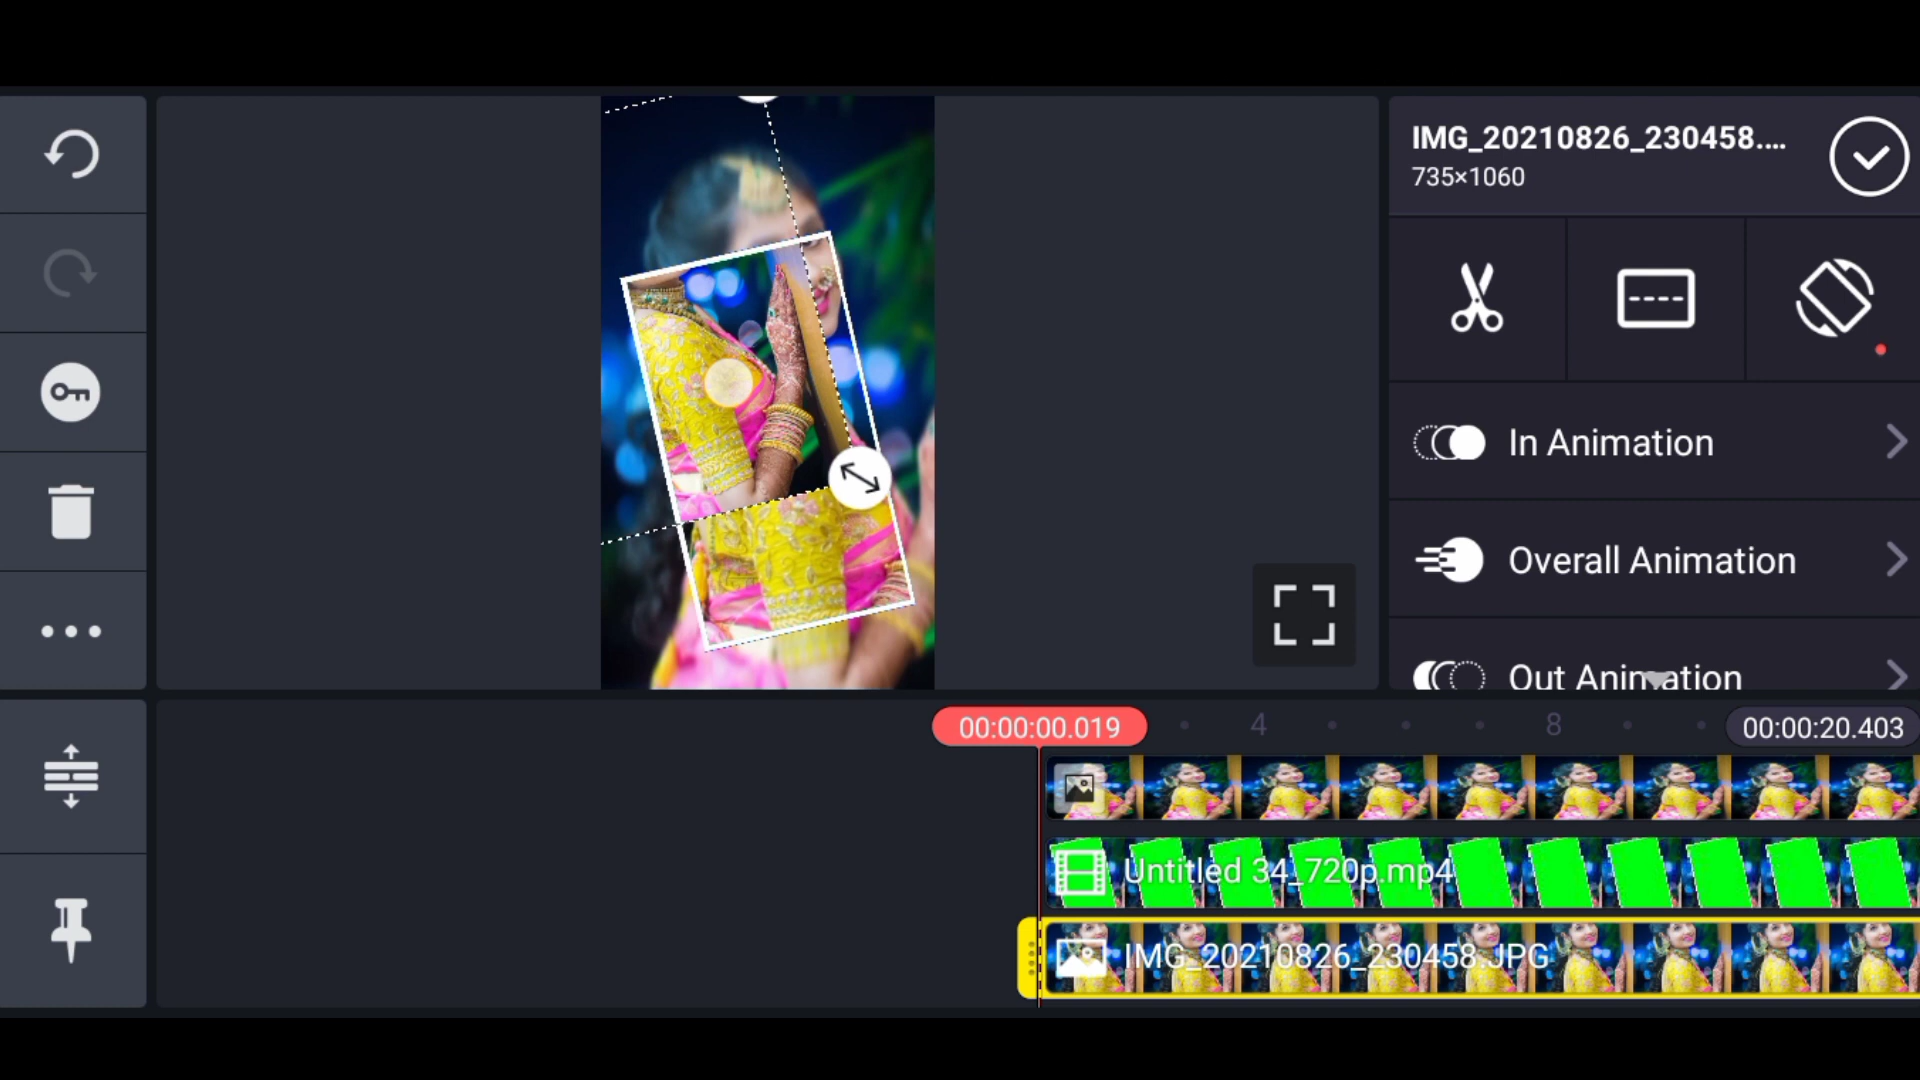 IMG_20210826_230458....
735×1060
In Animation
Overall Animation
Out Animation
00:00:00.019
4
8
00:00:20.403
Untitled 34_720p.mp4
IMG_20210826_230458.JPG